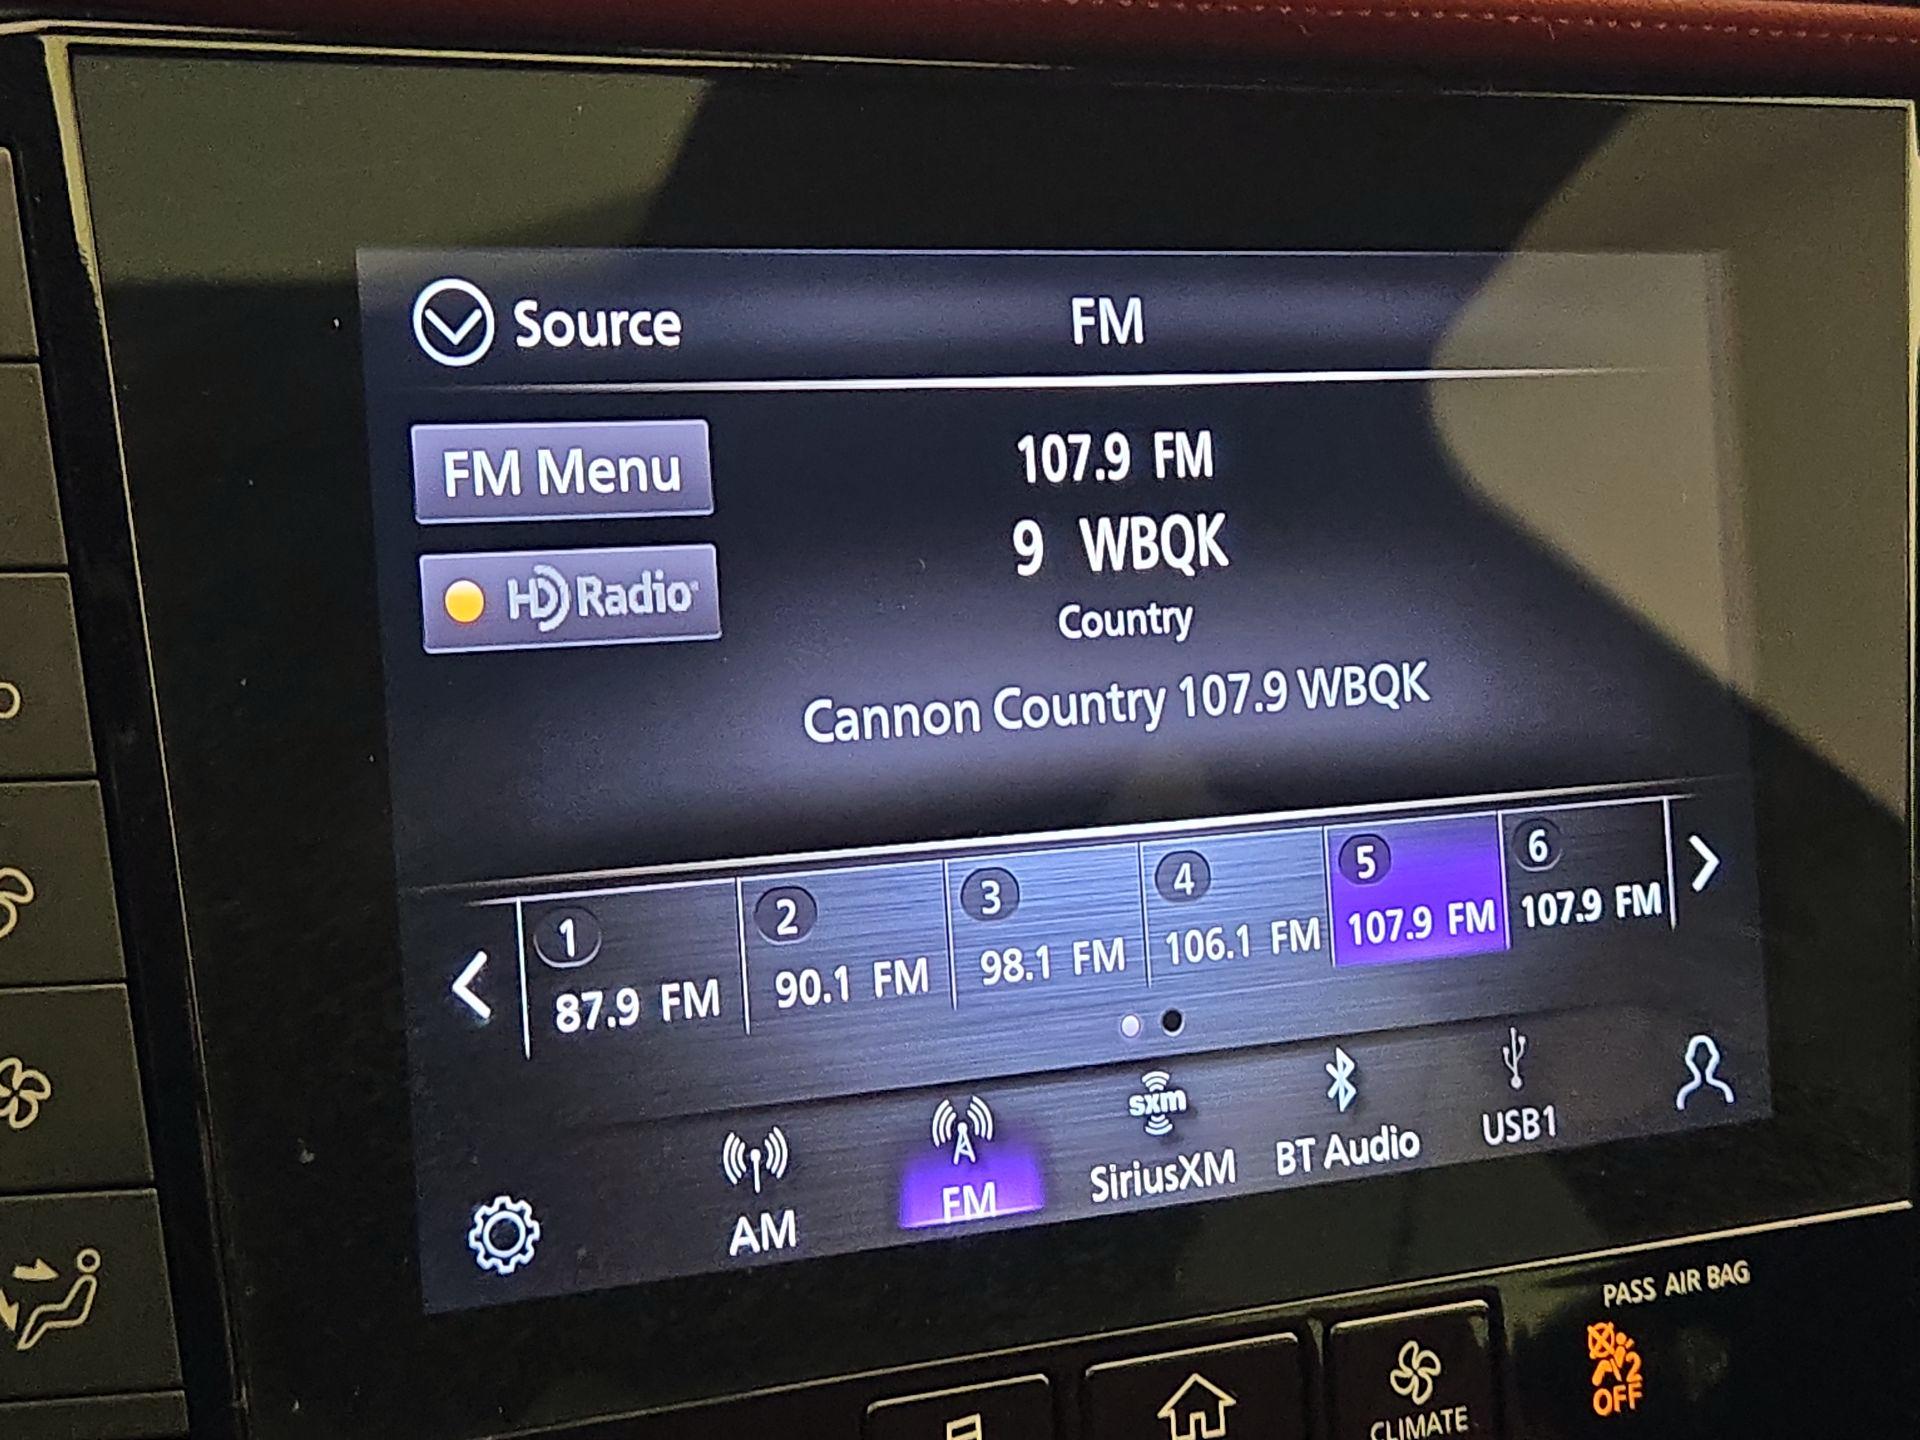 Source
FM
FM Menu
107.9 FM
9 WBQK
HD Radio
Country
Cannon Country 107.9 WBQK
1
87.9 FM
2
90.1 FM
3
98.1 FM
4
106.1 FM
5
107.9 FM
6
107.9 FM
AM
FM
sxm
SiriusXM
BT Audio
USB1
PASS AIR BAG
2
OFF
CLIMATE